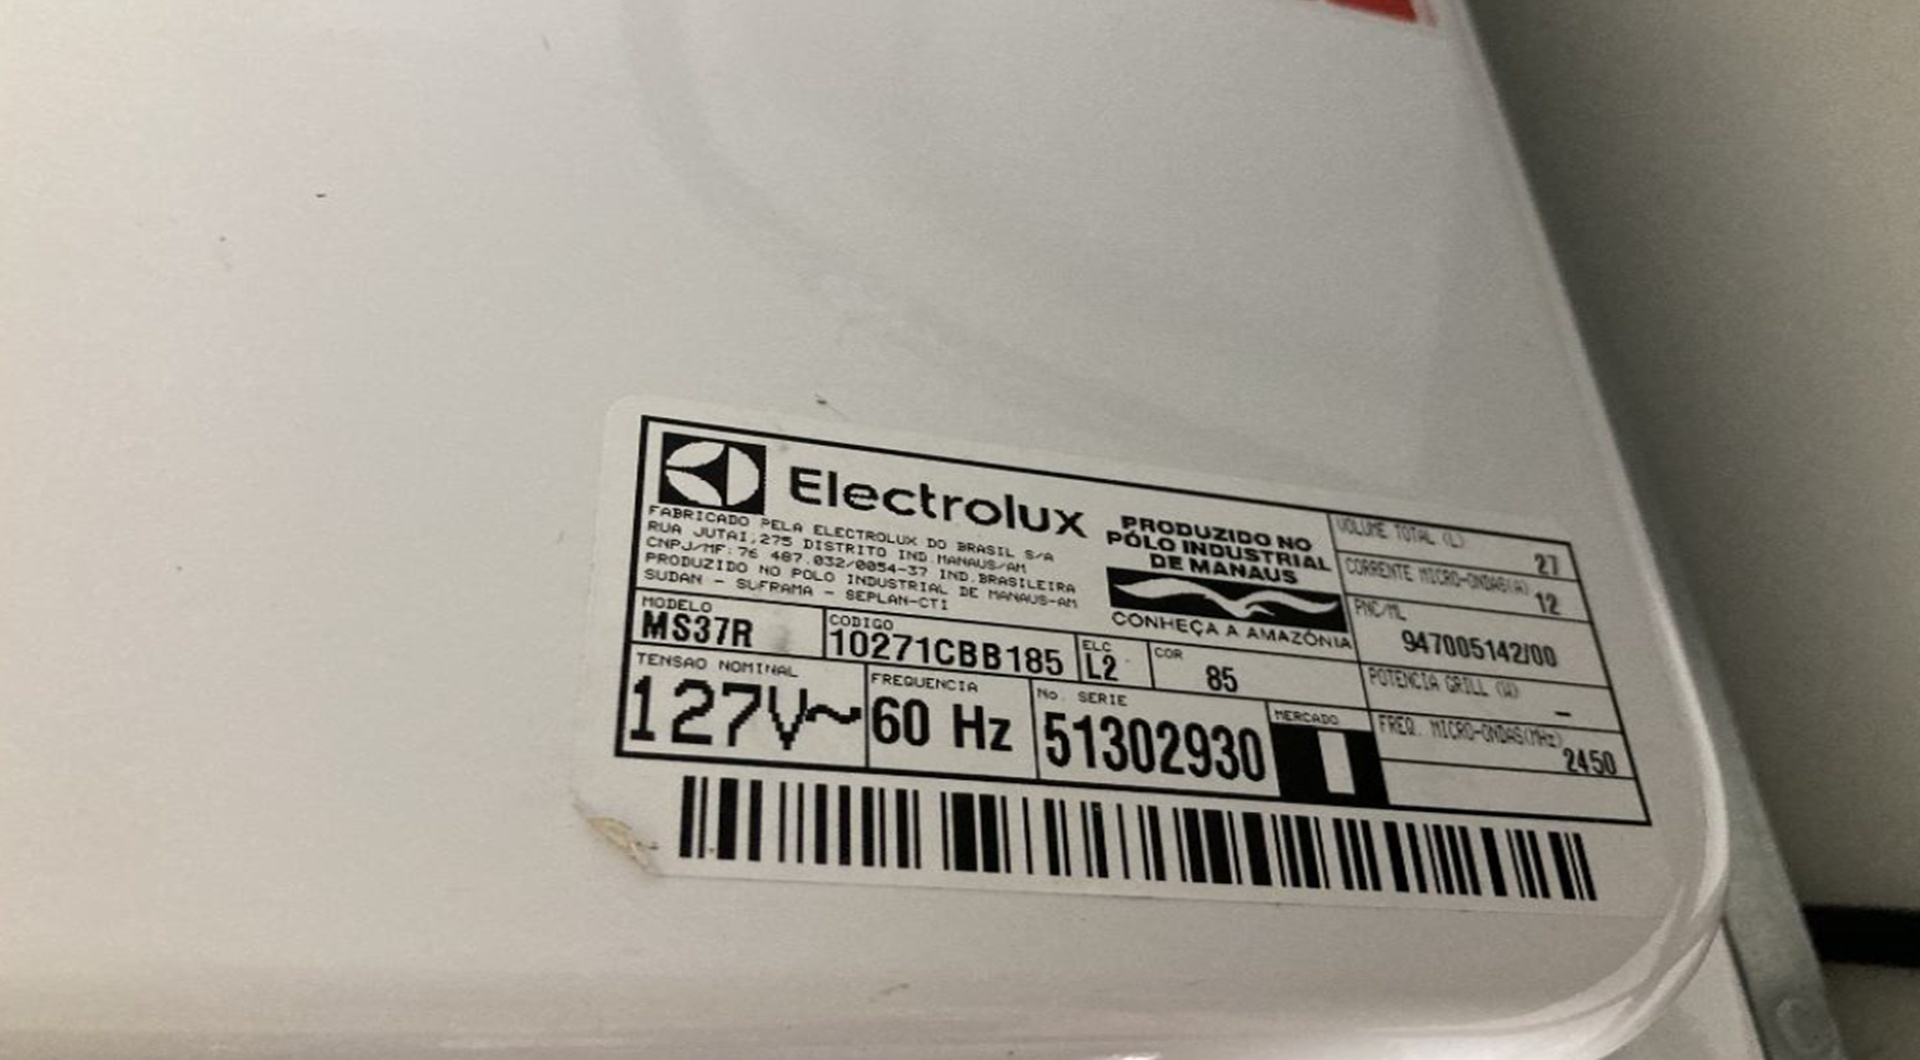 Electrolux
FABRICADO PELA ELECTROLUX DO BRASIL S/A
RUA JUTAI,275 DISTRITO IND.MANAUS/AM
CNPJ/MF:76 487.032/0054-37 IND.BRASILEIRA
PRODUZIDO NO POLO INDUSTRIAL DE MANAUS-AM
SUDAN - SUFRAMA - SEPLAN-CTI
PRODUZIDO NO
PÓLO INDUSTRIAL
DE MANAUS
CONHEÇA A AMAZÔNIA
VOLUME TOTAL (L)
27
CORRENTE MICRO-ONDAS(A)
12
PNC/ML
947005142/00
POTENCIA GRILL (W)
–
FREQ. MICRO-ONDAS(MHz)
2450
MODELO
MS37R
CODIGO
10271CBB185
ELC
L2
COR
85
TENSAO NOMINAL
127V~
FREQUENCIA
60 Hz
No. SERIE
51302930
MERCADO
I